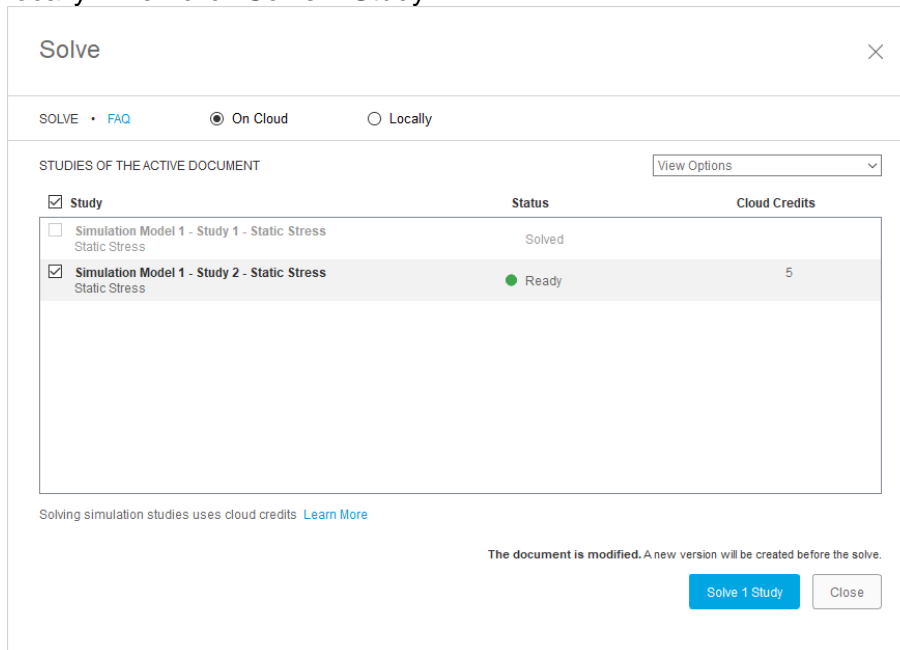 Solve
SOLVE • FAQ On Cloud Locally
STUDIES OF THE ACTIVE DOCUMENT View Options
Study Status Cloud Credits
Simulation Model 1 - Study 1 - Static Stress
Static Stress
Solved
Simulation Model 1 - Study 2 - Static Stress
Static Stress
Ready
5
Solving simulation studies uses cloud credits Learn More
The document is modified. A new version will be created before the solve.
Solve 1 Study Close